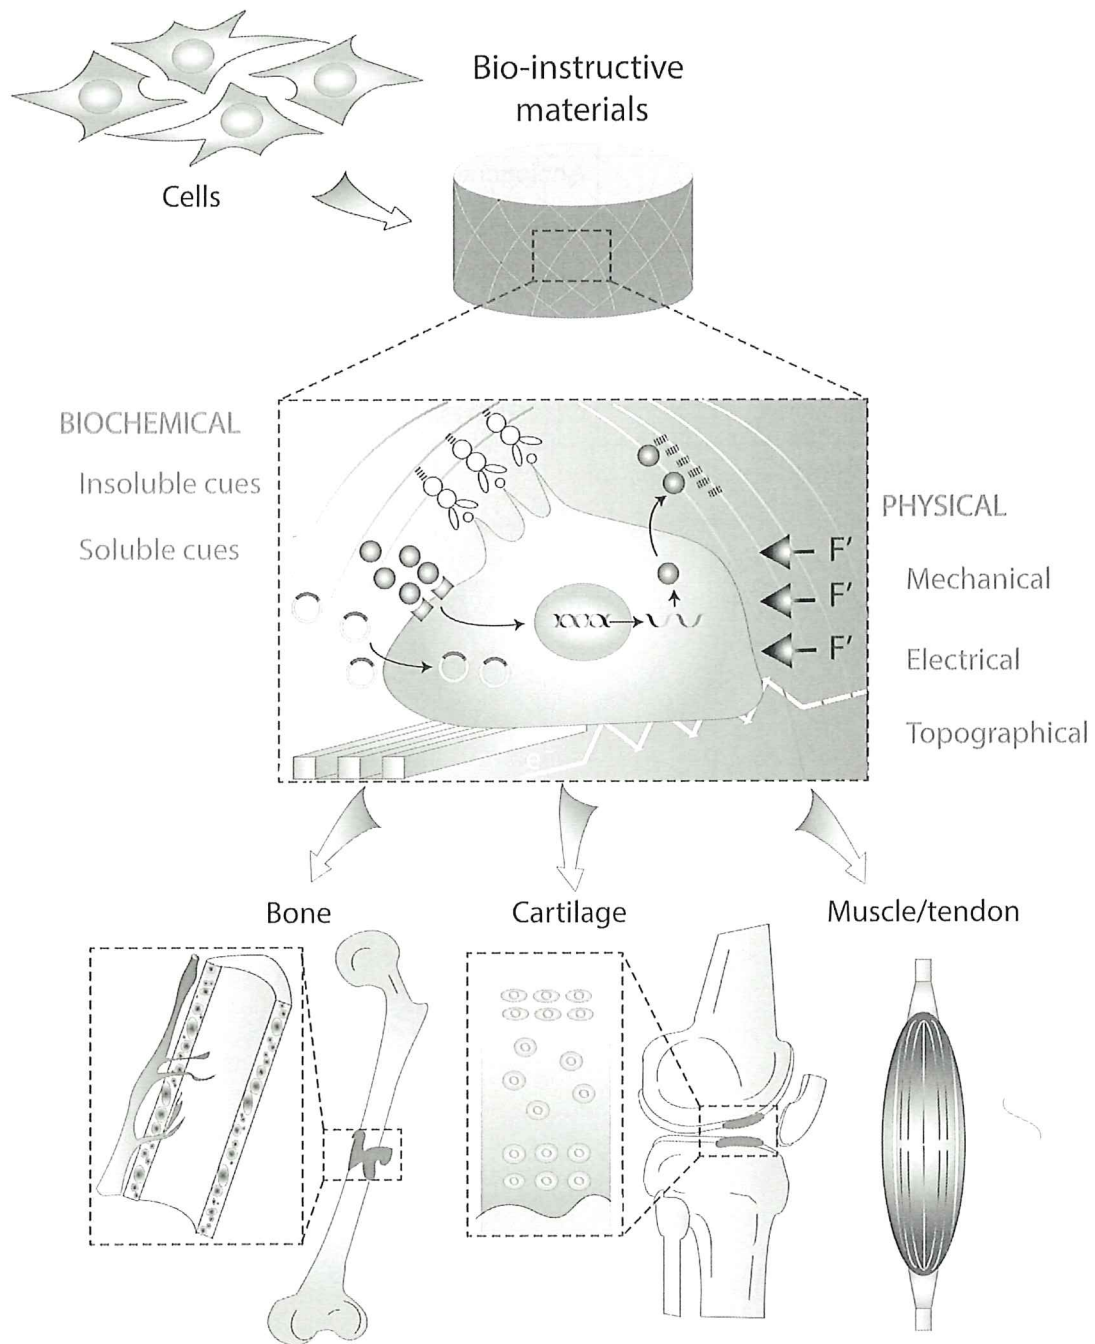 Bio-instructive
materials
Cells
BIOCHEMICAL
Insoluble cues
Soluble cues
PHYSICAL
F'
Mechanical
F'
Electrical
F'
Topographical
e
Bone
Cartilage
Muscle/tendon